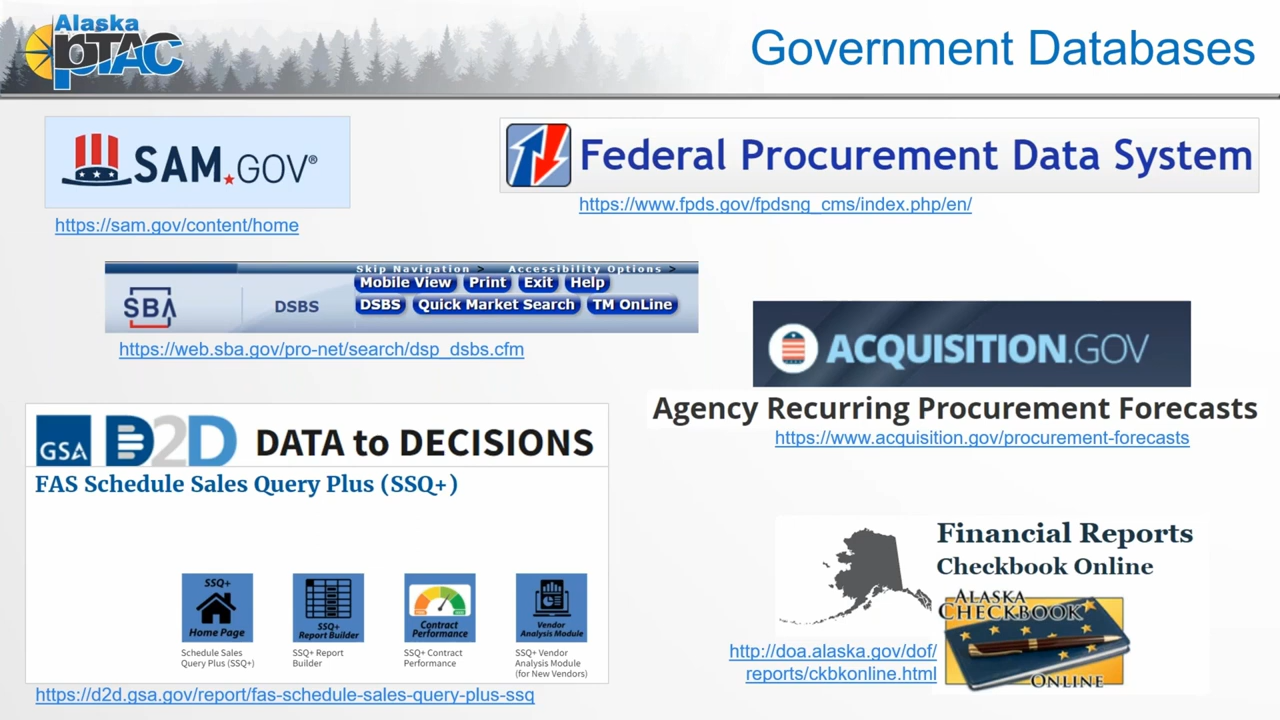 Alaska
pTAC
Government Databases
SAM.GOV®
https://sam.gov/content/home
Federal Procurement Data System
https://www.fpds.gov/fpdsng_cms/index.php/en/
Skip Navigation > Accessibility Options >
Mobile View Print Exit Help
SBA DSBS
DSBS Quick Market Search TM OnLine
https://web.sba.gov/pro-net/search/dsp_dsbs.cfm
ACQUISITION.GOV
Agency Recurring Procurement Forecasts
https://www.acquisition.gov/procurement-forecasts
GSA D2D DATA to DECISIONS
FAS Schedule Sales Query Plus (SSQ+)
SSQ+
Home Page
Schedule Sales
Query Plus (SSQ+)
SSQ+
Report Builder
SSQ+ Report
Builder
Contract
Performance
SSQ+ Contract
Performance
Vendor
Analysis Module
SSQ+ Vendor
Analysis Module
(for New Vendors)
https://d2d.gsa.gov/report/fas-schedule-sales-query-plus-ssq
Financial Reports
Checkbook Online
ALASKA
CHECKBOOK
ONLINE
http://doa.alaska.gov/dof/
reports/ckbkonline.html